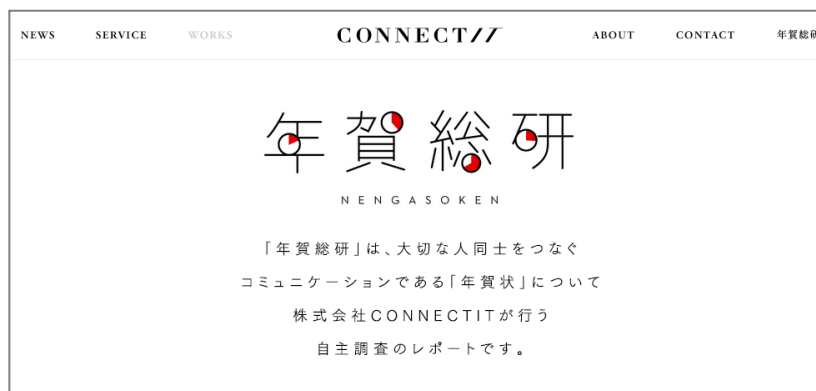 NEWS SERVICE WORKS CONNECTIT ABOUT CONTACT 年賀総研
年賀総研
NENGASOKEN
「年賀総研」は、大切な人同士をつなぐ
コミュニケーションである「年賀状」について
株式会社CONNECTITが行う
自主調査のレポートです。